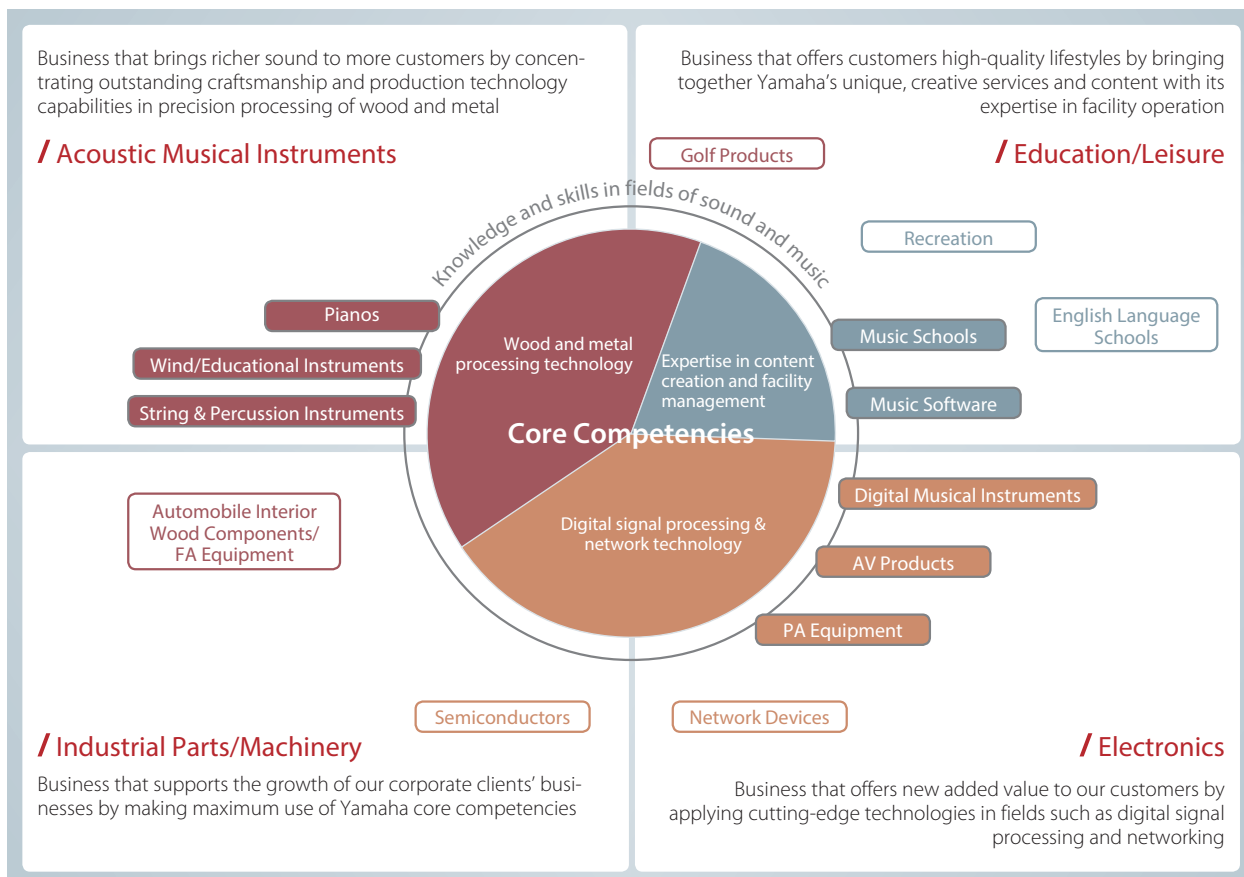 Business that brings richer sound to more customers by concen-
trating outstanding craftsmanship and production technology
capabilities in precision processing of wood and metal
/ Acoustic Musical Instruments
Business that offers customers high-quality lifestyles by bringing
together Yamaha’s unique, creative services and content with its
expertise in facility operation
/ Education/Leisure
Golf Products
Knowledge and skills in fields of sound and music
Recreation
English Language
Schools
Pianos
Wind/Educational Instruments
String & Percussion Instruments
Music Schools
Music Software
Wood and metal
processing technology
Expertise in content
creation and facility
management
Core Competencies
Digital signal processing &
network technology
Automobile Interior
Wood Components/
FA Equipment
Digital Musical Instruments
AV Products
PA Equipment
Semiconductors
Network Devices
/ Industrial Parts/Machinery
Business that supports the growth of our corporate clients’ busi-
nesses by making maximum use of Yamaha core competencies
/ Electronics
Business that offers new added value to our customers by
applying cutting-edge technologies in fields such as digital signal
processing and networking